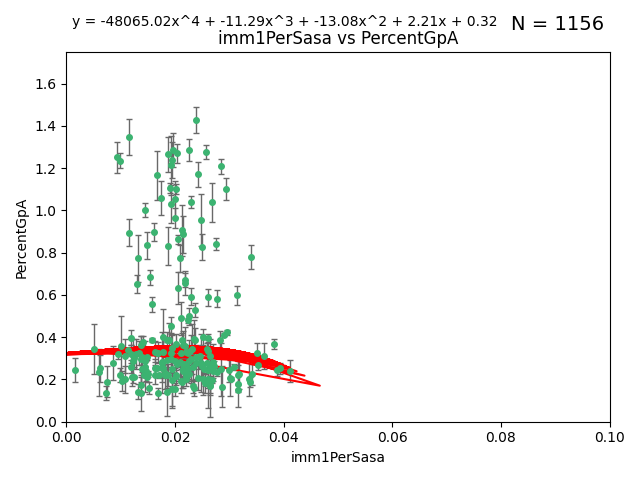 y = -48065.02x^4 + -11.29x^3 + -13.08x^2 + 2.21x + 0.32 N = 1156
imm1PerSasa vs PercentGpA
1.6
1.4
1.2
1.0
0.8
0.6
0.4
0.2
0.0
PercentGpA
0.00 0.02 0.04 0.06 0.08 0.10
imm1PerSasa